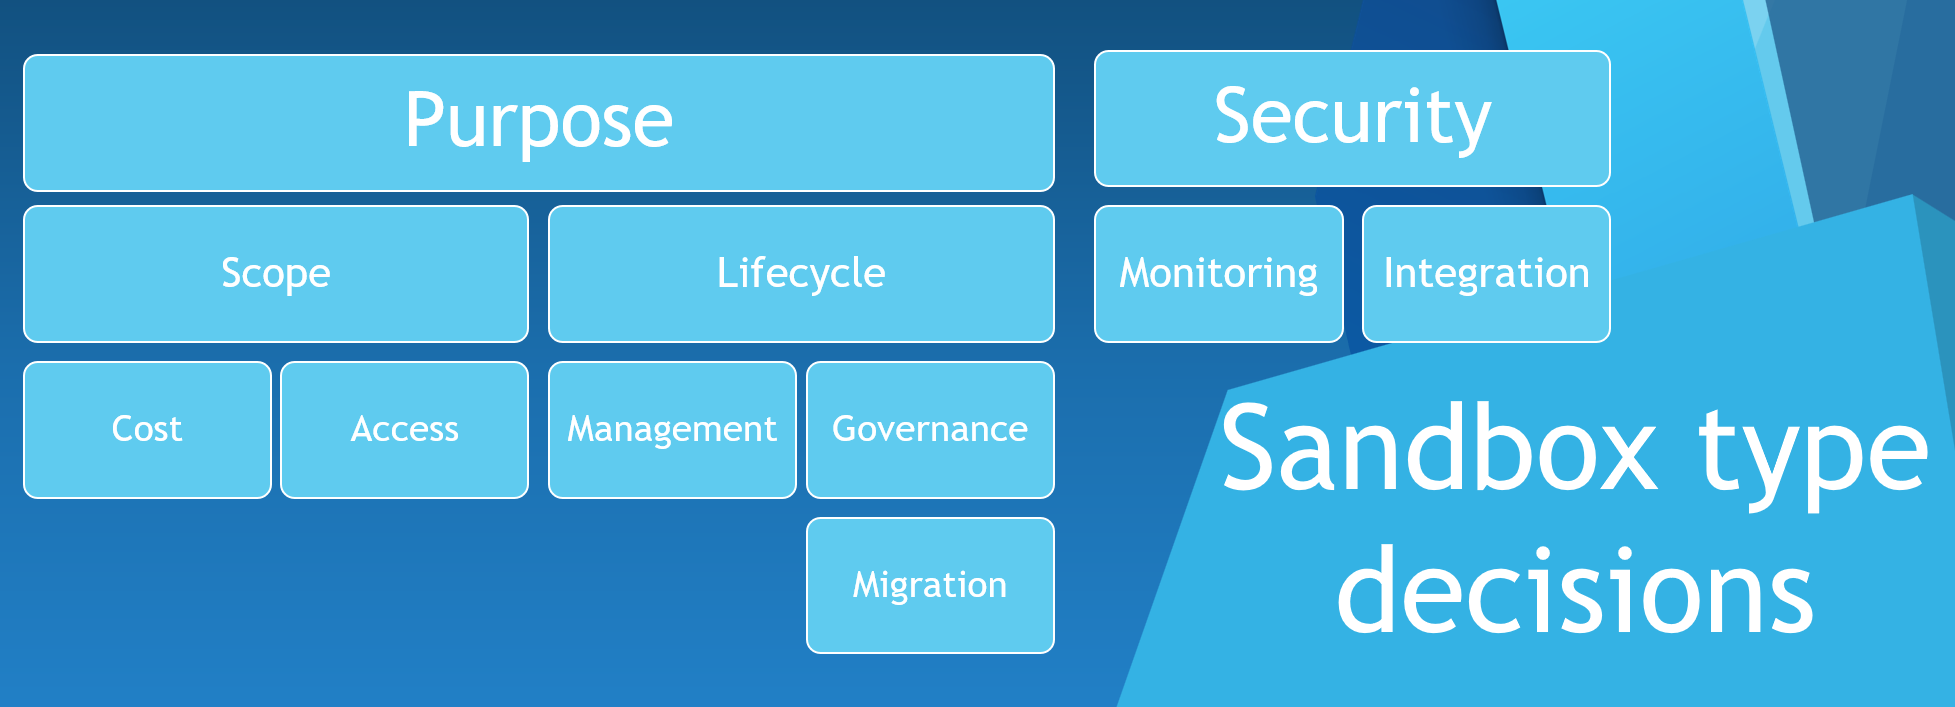 Purpose
Security
Scope
Lifecycle
Monitoring
Integration
Cost
Access
Management
Governance
Migration
Sandbox type
decisions